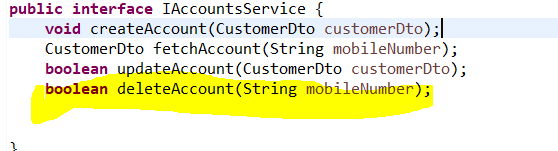 public interface IAccountsService {
void createAccount(CustomerDto customerDto);
CustomerDto fetchAccount(String mobileNumber);
boolean updateAccount(CustomerDto customerDto);
boolean deleteAccount(String mobileNumber);
}